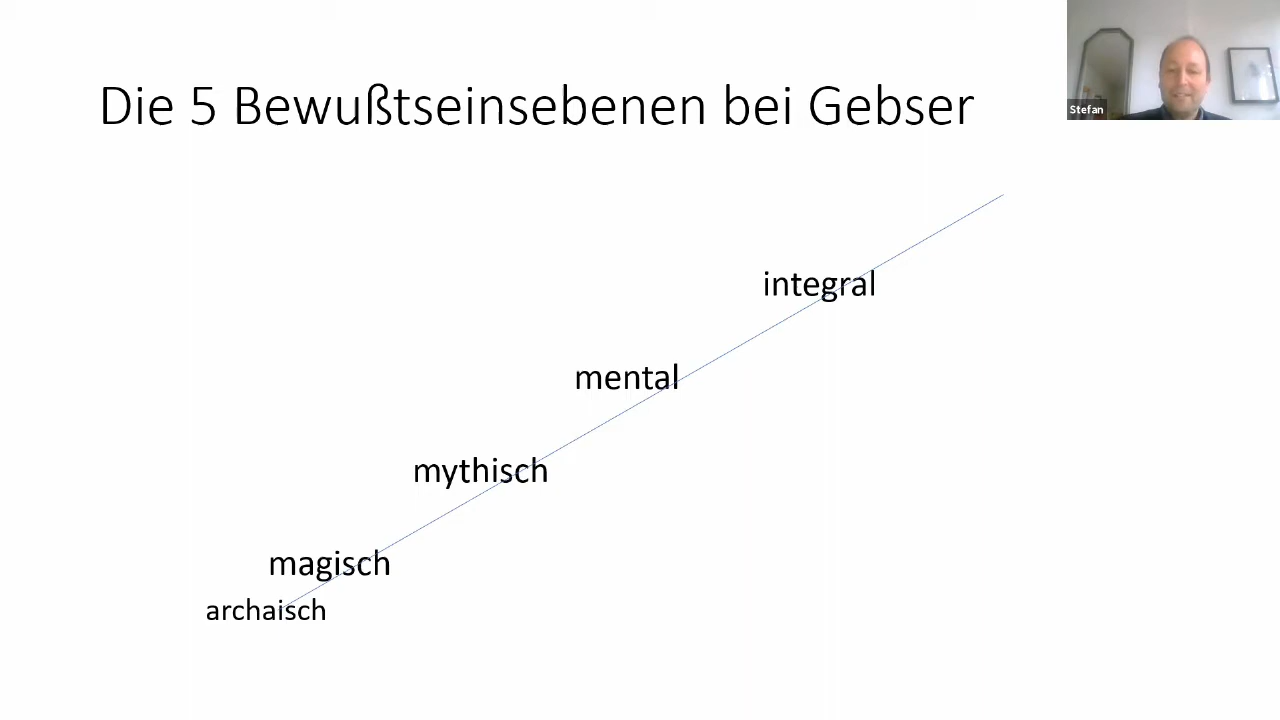 Die 5 Bewußtseinsebenen bei Gebser
Stefan
integral
mental
mythisch
magisch
archaisch